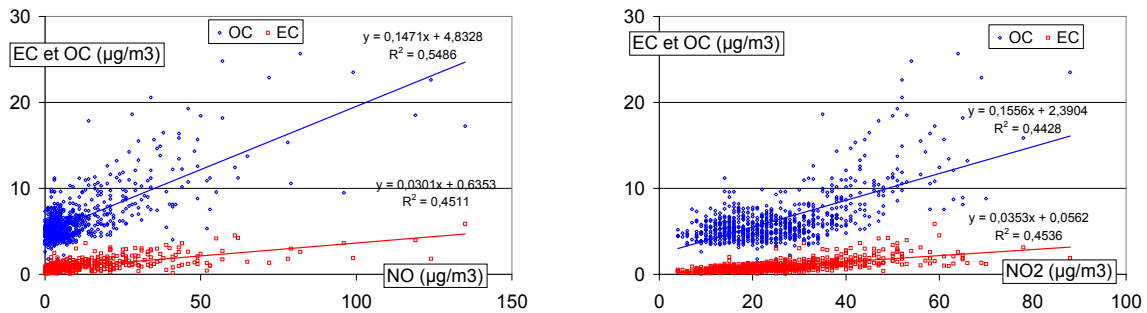 30
EC et OC (µg/m3)
20
10
0
OC EC
y = 0,1471x + 4,8328
R² = 0,5486
y = 0,0301x + 0,6353
R² = 0,4511
NO (µg/m3)
0 50 100 150
30
EC et OC (µg/m3)
20
10
0
OC EC
y = 0,1556x + 2,3904
R² = 0,4428
y = 0,0353x + 0,0562
R² = 0,4536
NO2 (µg/m3)
0 20 40 60 80 100